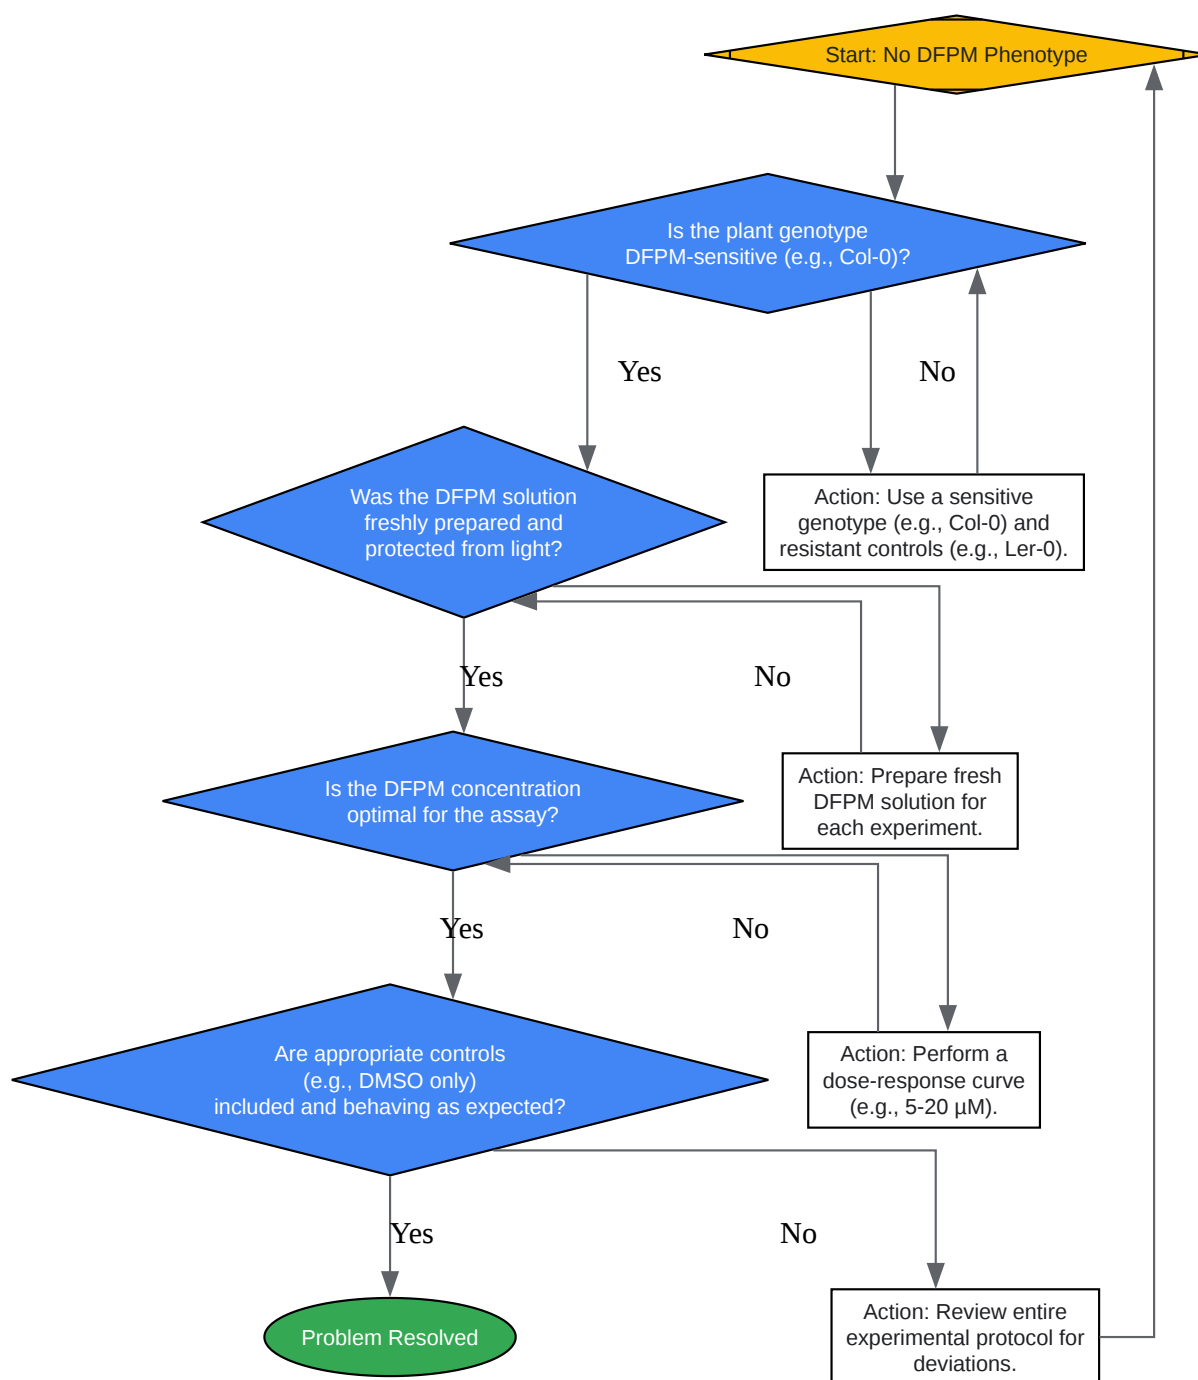 Start: No DFPM Phenotype
Is the plant genotype
DFPM-sensitive (e.g., Col-0)?
Yes
No
Was the DFPM solution
freshly prepared and
protected from light?
Action: Use a sensitive
genotype (e.g., Col-0) and
resistant controls (e.g., Ler-0).
Yes
No
Is the DFPM concentration
optimal for the assay?
Action: Prepare fresh
DFPM solution for
each experiment.
Yes
No
Are appropriate controls
(e.g., DMSO only)
included and behaving as expected?
Action: Perform a
dose-response curve
(e.g., 5-20 µM).
Yes
No
Problem Resolved
Action: Review entire
experimental protocol for
deviations.